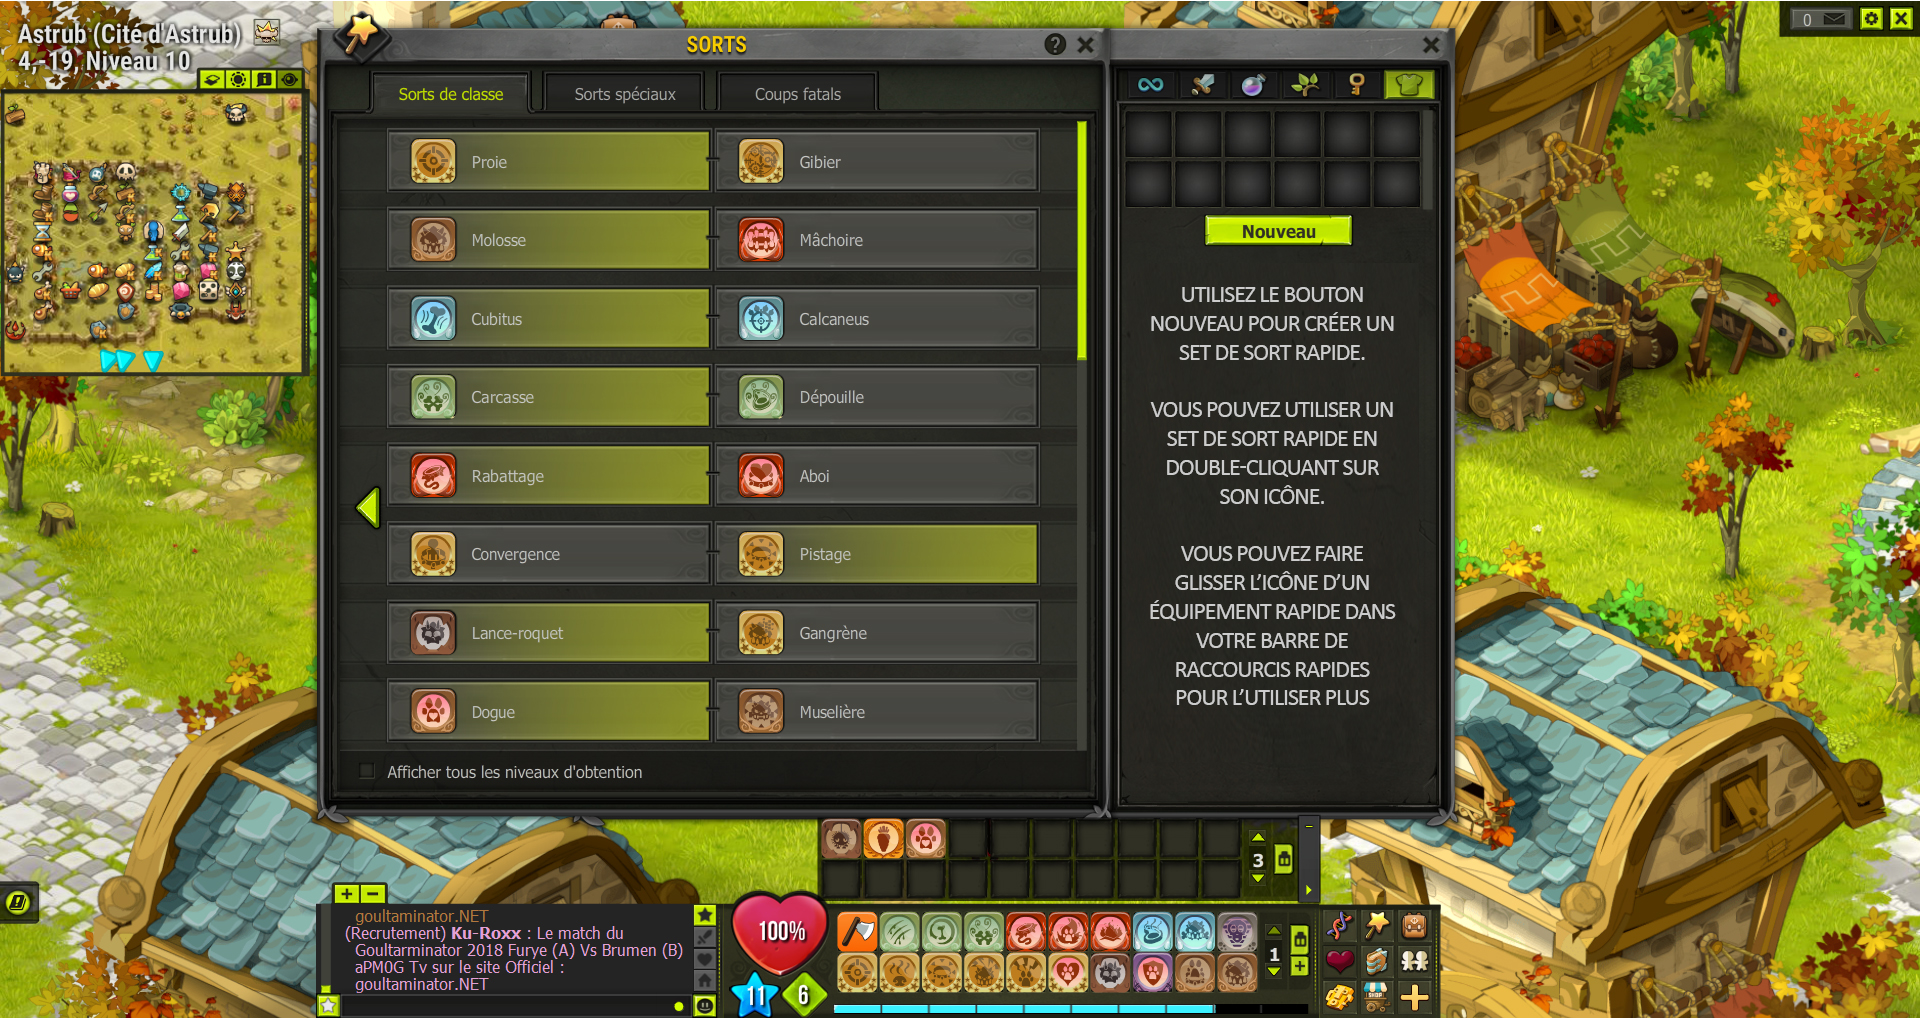 Astrub (Cité d'Astrub)
4,-19, Niveau 10
SORTS
0
Sorts de classe
Sorts spéciaux
Coups fatals
Proie
Gibier
Molosse
Mâchoire
Cubitus
Calcaneus
Carcasse
Dépouille
Rabattage
Aboi
Convergence
Pistage
Lance-roquet
Gangrène
Dogue
Muselière
Afficher tous les niveaux d'obtention
Nouveau
UTILISEZ LE BOUTON
NOUVEAU POUR CRÉER UN
SET DE SORT RAPIDE.
VOUS POUVEZ UTILISER UN
SET DE SORT RAPIDE EN
DOUBLE-CLIQUANT SUR
SON ICÔNE.
VOUS POUVEZ FAIRE
GLISSER L'ICÔNE D'UN
ÉQUIPEMENT RAPIDE DANS
VOTRE BARRE DE
RACCOURCIS RAPIDES
POUR L'UTILISER PLUS
3
goultaminator.NET
(Recrutement) Ku-Roxx : Le match du
Goultarminator 2018 Furye (A) Vs Brumen (B)
aPM0G Tv sur le site Officiel :
goultaminator.NET
100%
11
6
1
SHOP